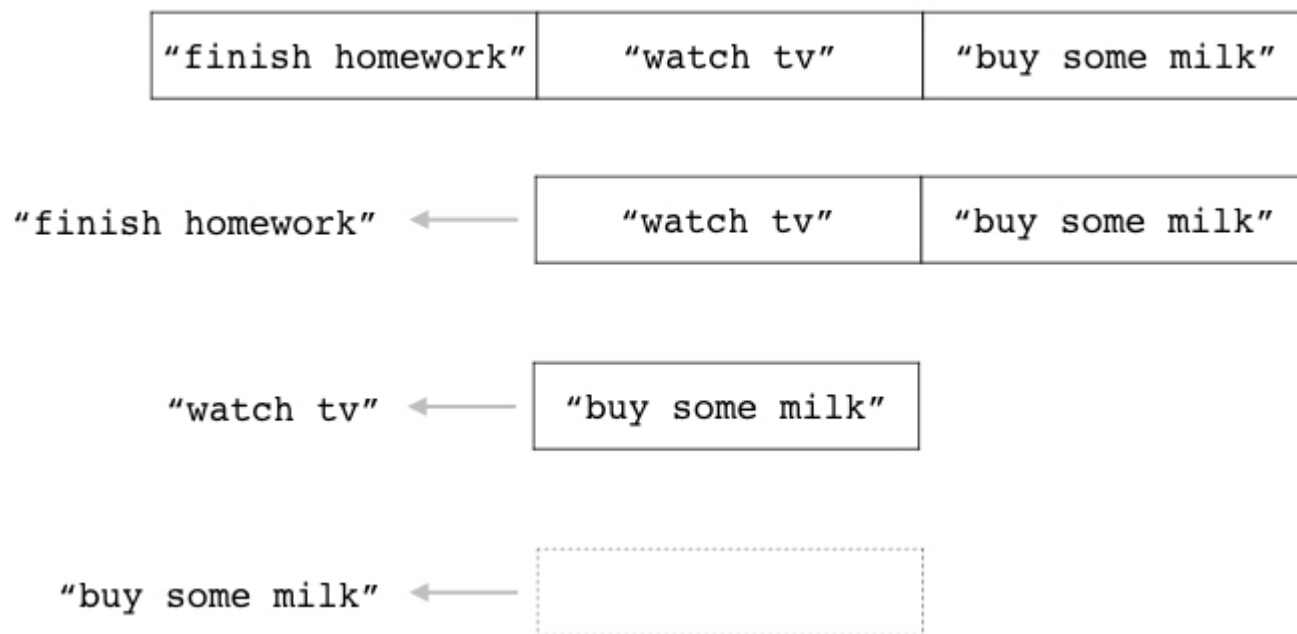 “finish homework” “watch tv” “buy some milk”
“finish homework” “watch tv” “buy some milk”
“watch tv” “buy some milk”
“buy some milk”